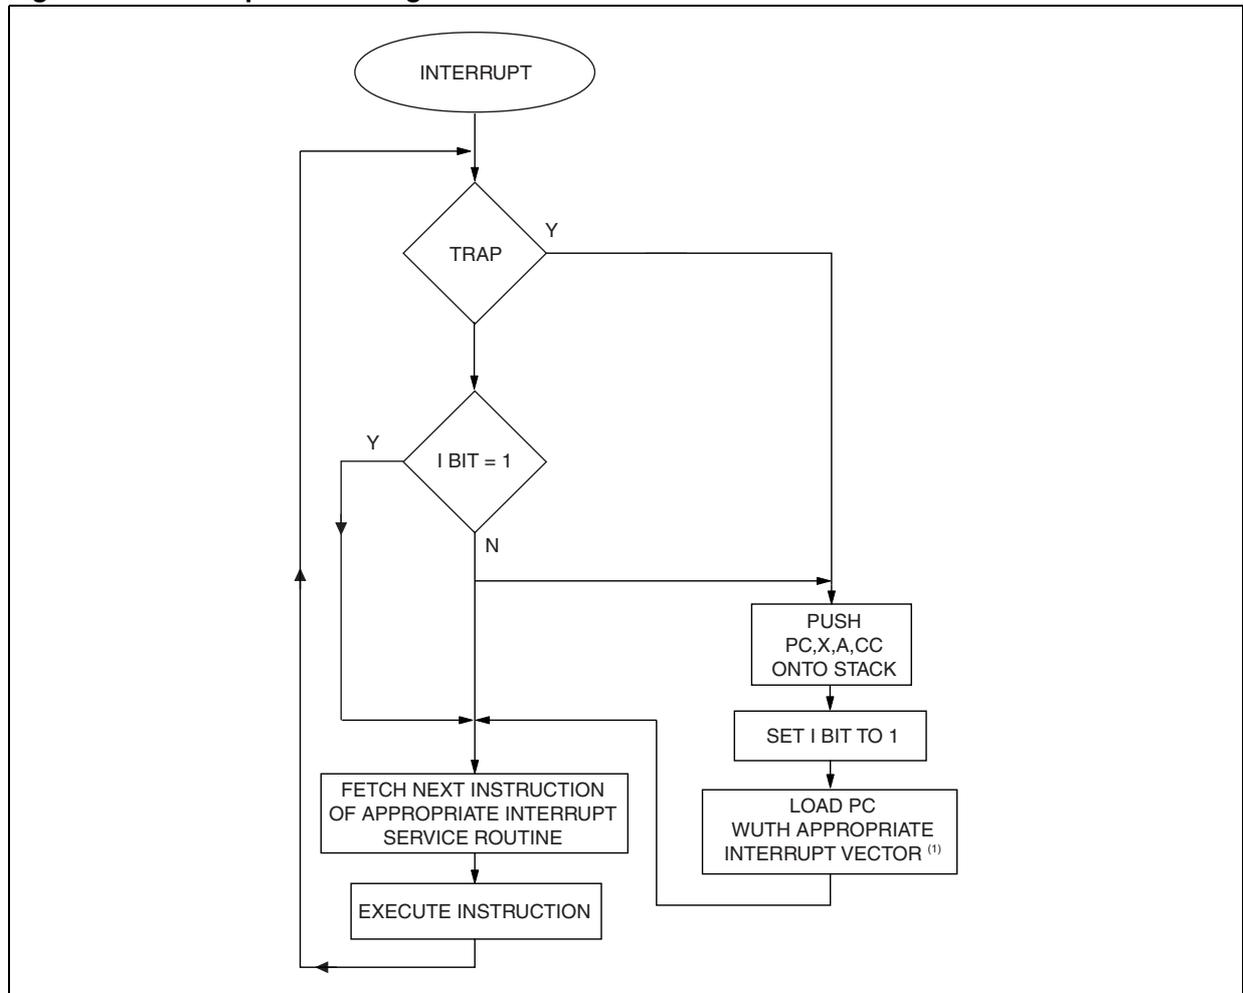 INTERRUPT
Y
TRAP
Y
I BIT = 1
N
PUSH
PC,X,A,CC
ONTO STACK
SET I BIT TO 1
FETCH NEXT INSTRUCTION
OF APPROPRIATE INTERRUPT
SERVICE ROUTINE
LOAD PC
WUTH APPROPRIATE
INTERRUPT VECTOR (1)
EXECUTE INSTRUCTION